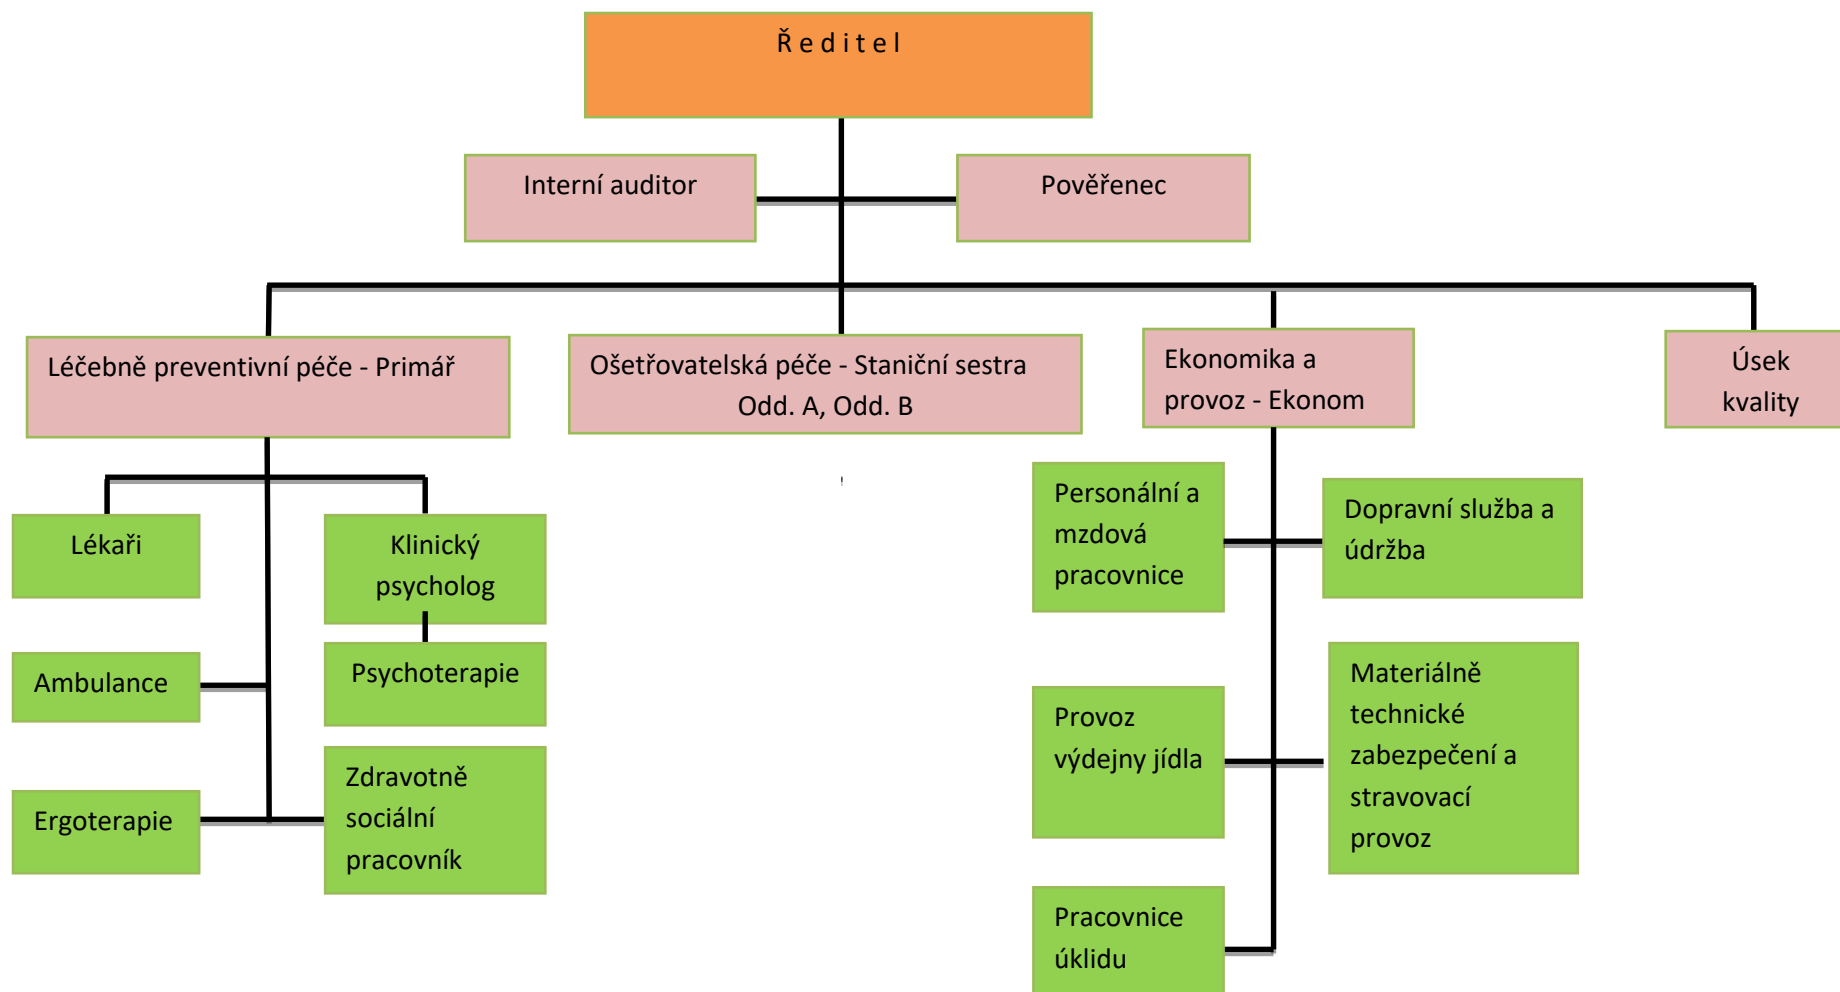 Ř e d i t e l
Interní auditor
Pověřenec
Léčebně preventivní péče - Primář
Ošetřovatelská péče - Staniční sestra
Odd. A, Odd. B
Ekonomika a
provoz - Ekonom
Úsek
kvality
Lékaři
Klinický
psycholog
Ambulance
Psychoterapie
Ergoterapie
Zdravotně
sociální
pracovník
Personální a
mzdová
pracovnice
Dopravní služba a
údržba
Provoz
výdejny jídla
Materiálně
technické
zabezpečení a
stravovací
provoz
Pracovnice
úklidu